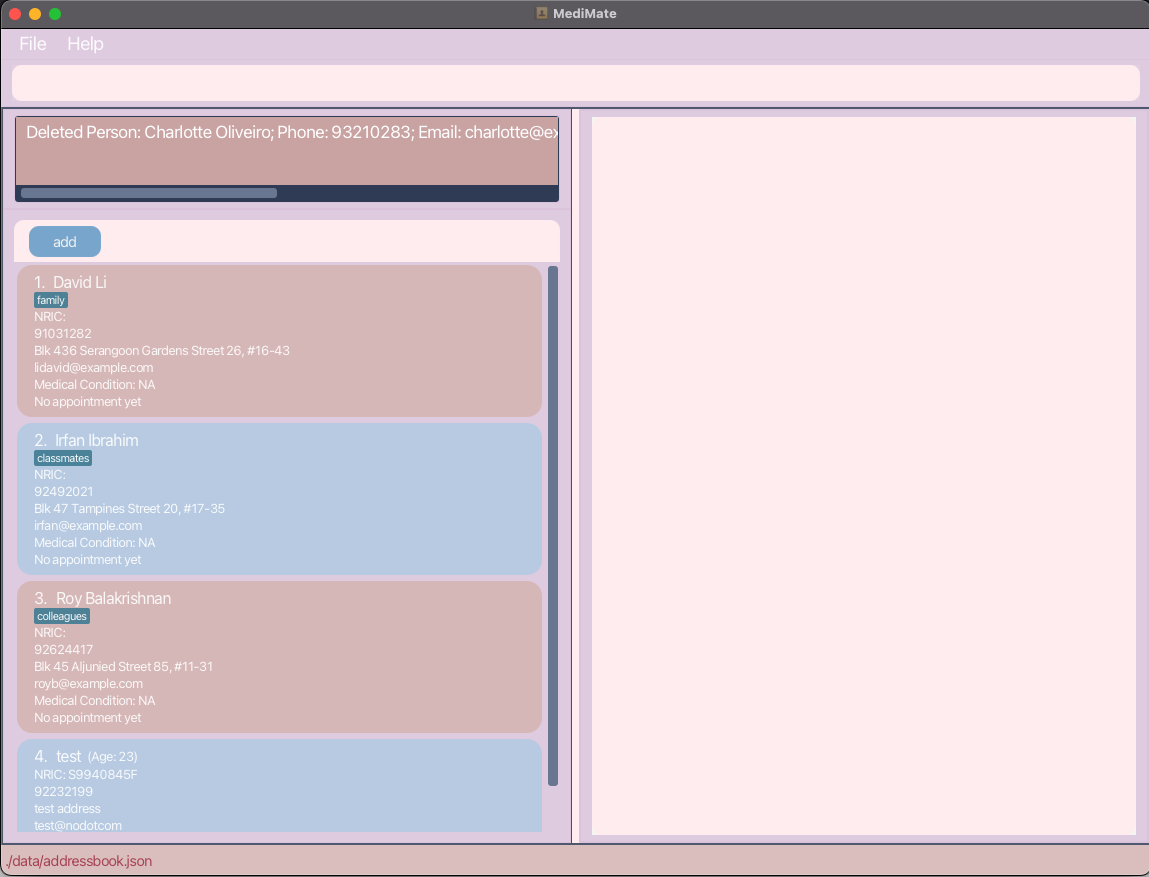 MediMate
File Help
Deleted Person: Charlotte Oliveiro; Phone: 93210283; Email: charlotte@ex
add
1. David Li
family
NRIC:
91031282
Blk 436 Serangoon Gardens Street 26, #16-43
lidavid@example.com
Medical Condition: NA
No appointment yet
2. Irfan Ibrahim
classmates
NRIC:
92492021
Blk 47 Tampines Street 20, #17-35
irfan@example.com
Medical Condition: NA
No appointment yet
3. Roy Balakrishnan
colleagues
NRIC:
92624417
Blk 45 Aljunied Street 85, #11-31
royb@example.com
Medical Condition: NA
No appointment yet
4. test (Age: 23)
NRIC: S9940845F
92232199
test address
test@nodotcom
./data/addressbook.json